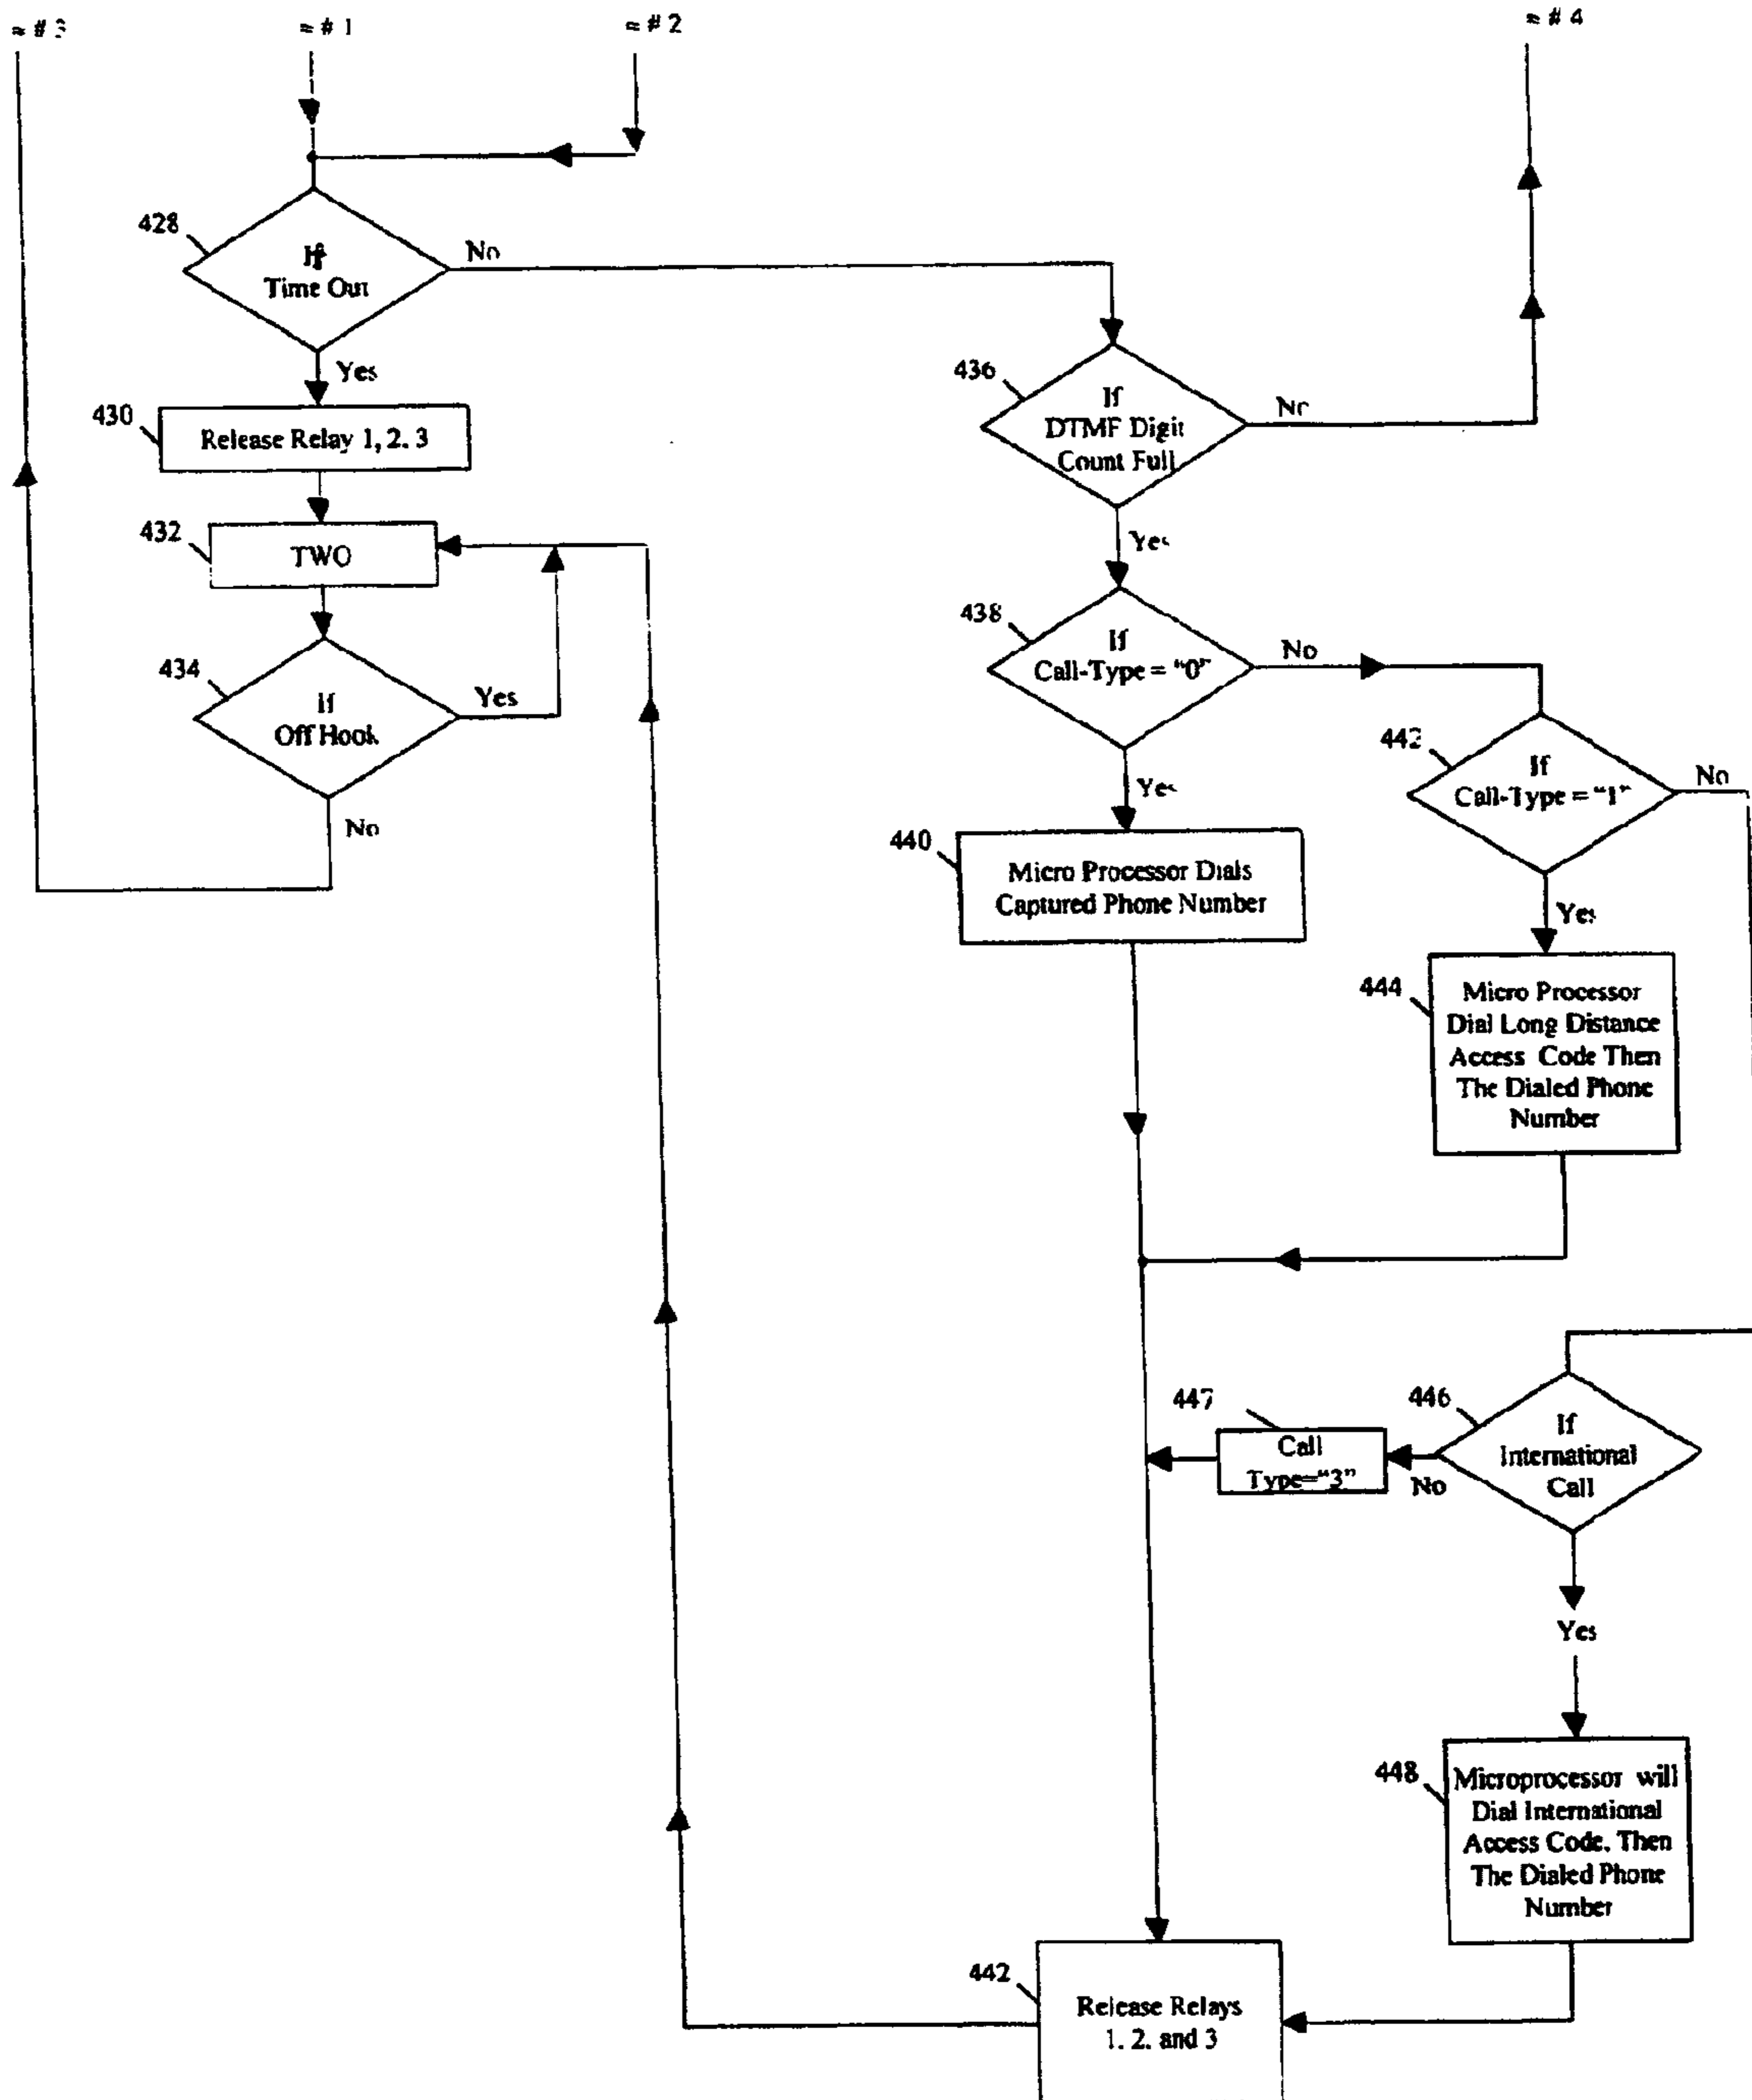 = # 3
= # 1
= # 2
= # 4
428
If
Time Out
No
Yes
430
Release Relay 1, 2. 3
432
TWO
434
If
Off Hook
Yes
No
436
If
DTMF Digit
Count Full
No
Yes
438
If
Call-Type = "0"
No
Yes
440
Micro Processor Dials
Captured Phone Number
442
If
Call-Type = "1"
No
Yes
444
Micro Processor
Dial Long Distance
Access Code Then
The Dialed Phone
Number
446
If
International
Call
No
447
Call
Type="3"
Yes
448
Microprocessor will
Dial International
Access Code, Then
The Dialed Phone
Number
442
Release Relays
1. 2. and 3